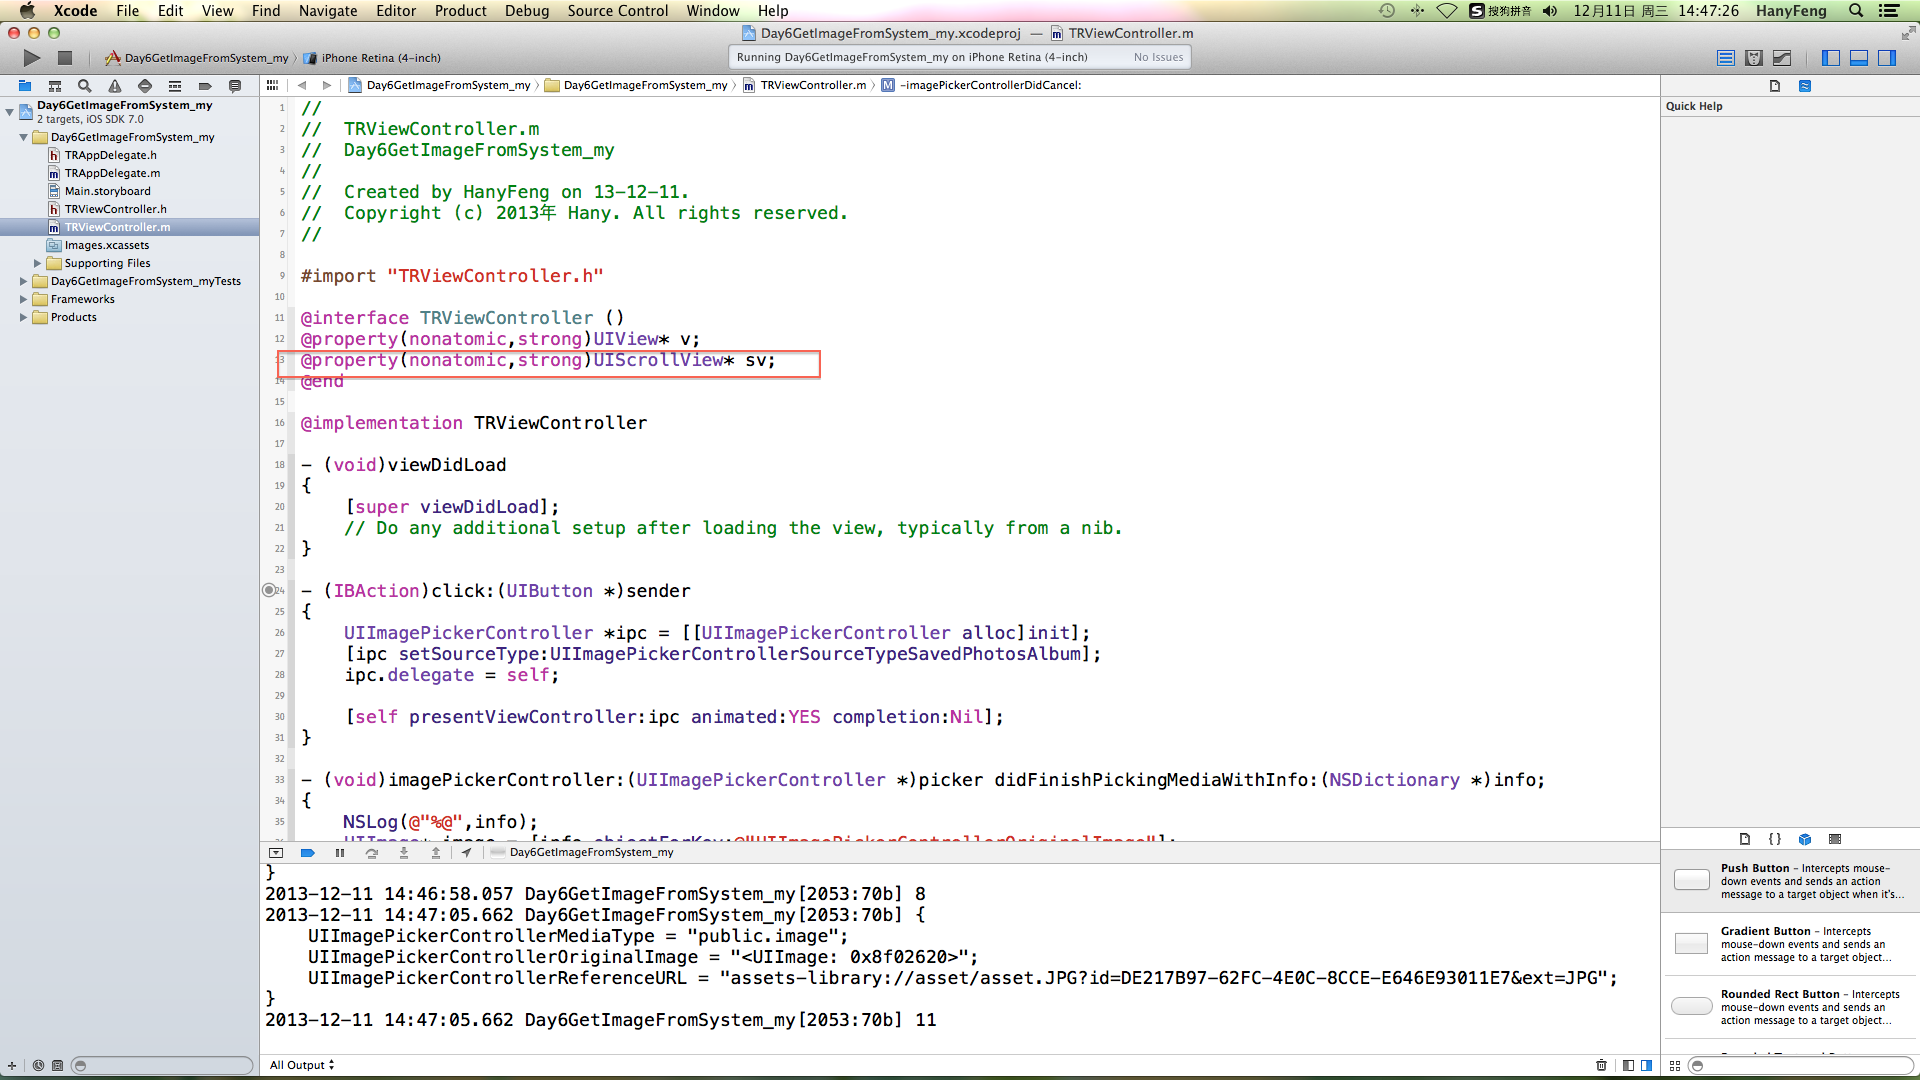 Xcode File Edit View Find Navigate Editor Product Debug Source Control Window Help
搜狗拼音 12月11日 周三 14:47:26 HanyFeng
Day6GetImageFromSystem_my.xcodeproj — TRViewController.m
Day6GetImageFromSystem_my iPhone Retina (4-inch)
Running Day6GetImageFromSystem_my on iPhone Retina (4-inch) No Issues
Day6GetImageFromSystem_my Day6GetImageFromSystem_my TRViewController.m M -imagePickerControllerDidCancel:
Day6GetImageFromSystem_my
2 targets, iOS SDK 7.0
Day6GetImageFromSystem_my
h TRAppDelegate.h
m TRAppDelegate.m
Main.storyboard
h TRViewController.h
m TRViewController.m
Images.xcassets
Supporting Files
Day6GetImageFromSystem_myTests
Frameworks
Products
1 //
2 //  TRViewController.m
3 //  Day6GetImageFromSystem_my
4 //
5 //  Created by HanyFeng on 13-12-11.
6 //  Copyright (c) 2013年 Hany. All rights reserved.
7 //
8
9 #import "TRViewController.h"
10
11 @interface TRViewController ()
12 @property(nonatomic,strong)UIView* v;
13 @property(nonatomic,strong)UIScrollView* sv;
14 @end
15
16 @implementation TRViewController
17
18 - (void)viewDidLoad
19 {
20     [super viewDidLoad];
21     // Do any additional setup after loading the view, typically from a nib.
22 }
23
24 - (IBAction)click:(UIButton *)sender
25 {
26     UIImagePickerController *ipc = [[UIImagePickerController alloc]init];
27     [ipc setSourceType:UIImagePickerControllerSourceTypeSavedPhotosAlbum];
28     ipc.delegate = self;
29
30     [self presentViewController:ipc animated:YES completion:Nil];
31 }
32
33 - (void)imagePickerController:(UIImagePickerController *)picker didFinishPickingMediaWithInfo:(NSDictionary *)info;
34 {
35     NSLog(@"%@",info);
UIImage* image = [info objectForKey:@"UIImagePickerControllerOriginalImage"];
Day6GetImageFromSystem_my
}
2013-12-11 14:46:58.057 Day6GetImageFromSystem_my[2053:70b] 8
2013-12-11 14:47:05.662 Day6GetImageFromSystem_my[2053:70b] {
    UIImagePickerControllerMediaType = "public.image";
    UIImagePickerControllerOriginalImage = "<UIImage: 0x8f02620>";
    UIImagePickerControllerReferenceURL = "assets-library://asset/asset.JPG?id=DE217B97-62FC-4E0C-8CCE-E646E93011E7&ext=JPG";
}
2013-12-11 14:47:05.662 Day6GetImageFromSystem_my[2053:70b] 11
All Output
Quick Help
Push Button - Intercepts mouse-
down events and sends an action
message to a target object when it's...
Gradient Button - Intercepts
mouse-down events and sends an
action message to a target object...
Rounded Rect Button - Intercepts
mouse-down events and sends an
action message to a target object...